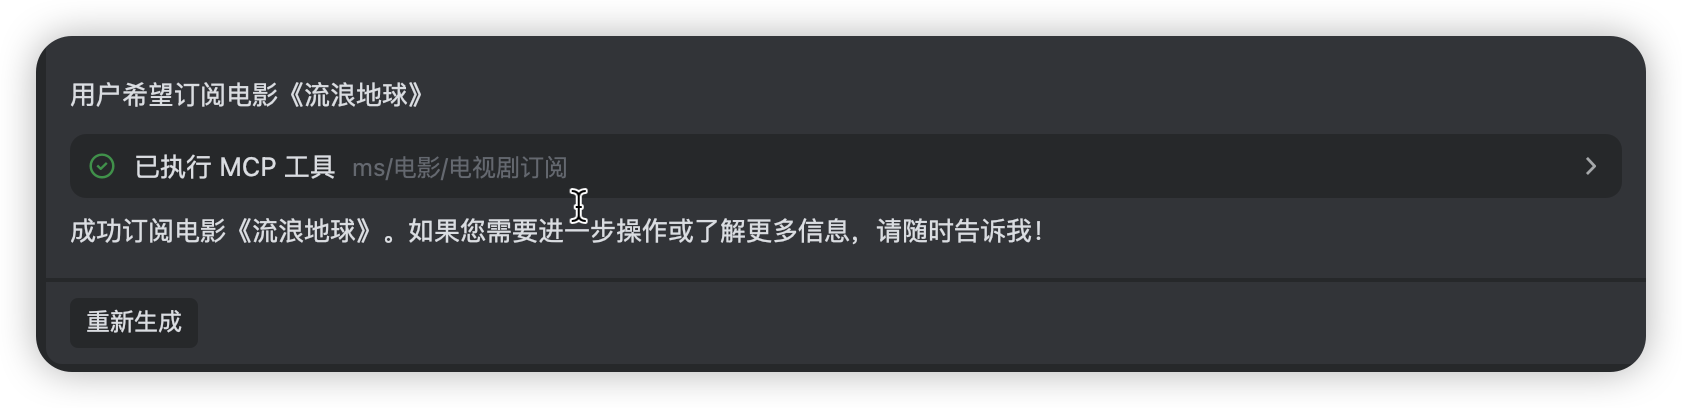 用户希望订阅电影《流浪地球》
已执行 MCP 工具 ms/电影/电视剧订阅
成功订阅电影《流浪地球》。如果您需要进一步操作或了解更多信息，请随时告诉我！
重新生成